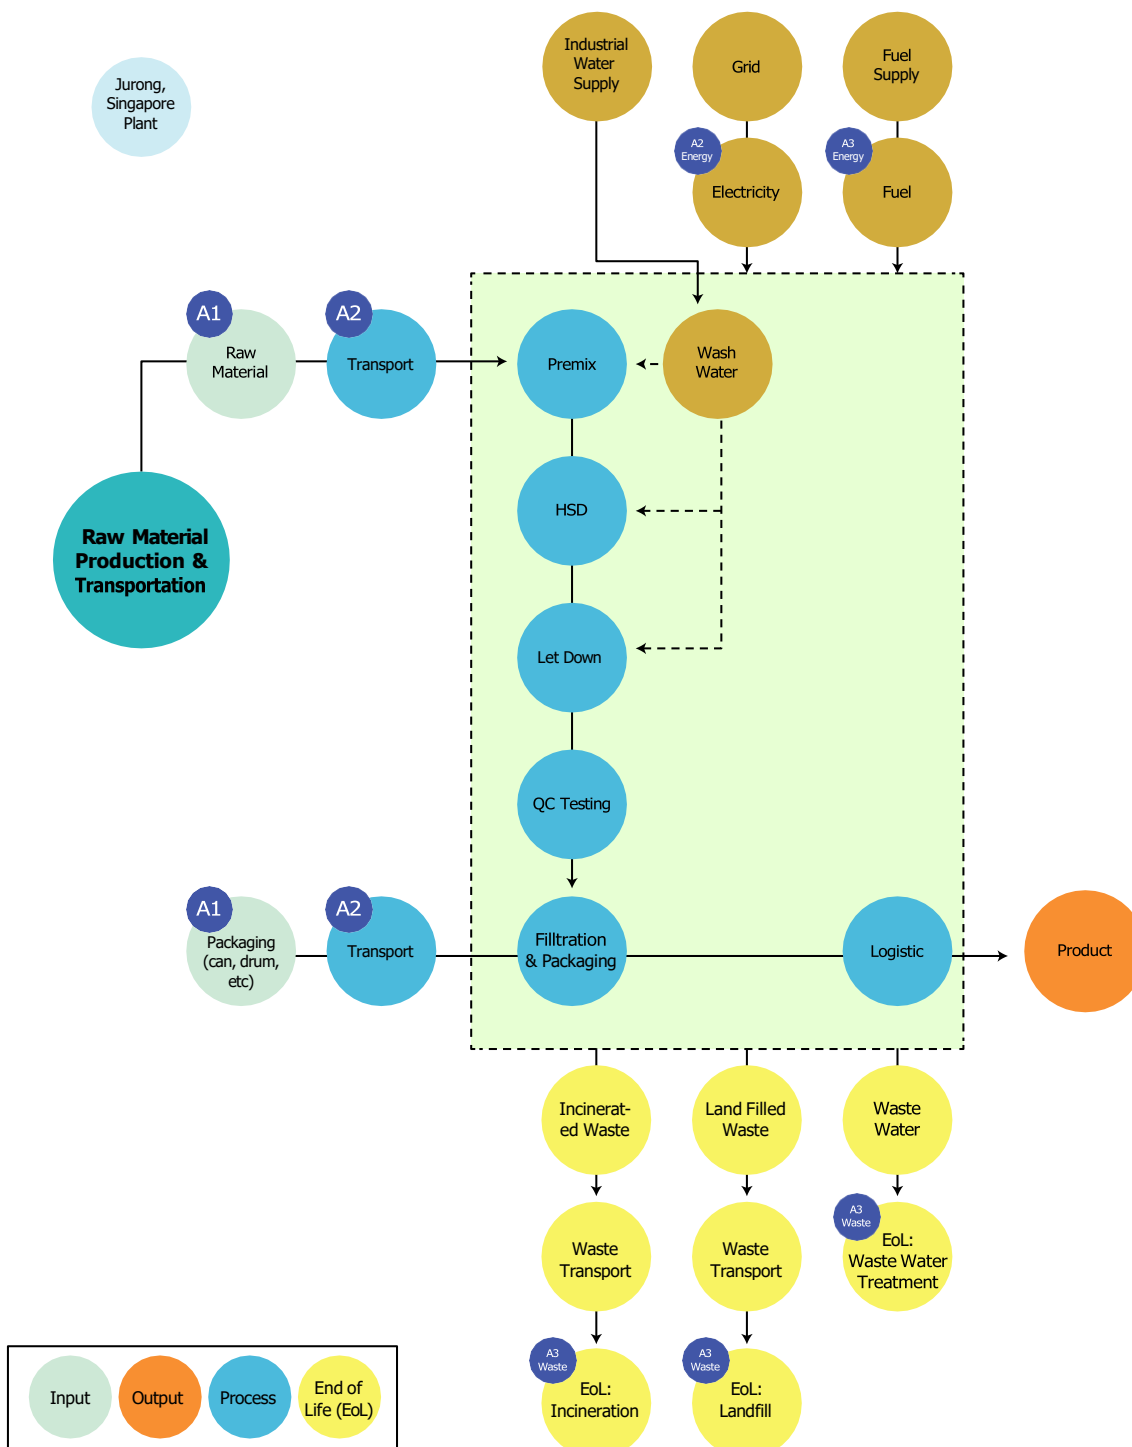 Jurong,
Singapore
Plant
Industrial
Water
Supply
Grid
Fuel
Supply
A2
Energy
Electricity
A3
Energy
Fuel
A1
Raw
Material
A2
Transport
Premix
Wash
Water
HSD
Raw Material
Production &
Transportation
Let Down
QC Testing
A1
Packaging
(can, drum,
etc)
A2
Transport
Filltration
& Packaging
Logistic
Product
Incinerat-
ed Waste
Land Filled
Waste
Waste
Water
Waste
Transport
Waste
Transport
A3
Waste
EoL:
Waste Water
Treatment
A3
Waste
EoL:
Incineration
A3
Waste
EoL:
Landfill
Input
Output
Process
End of
Life (EoL)